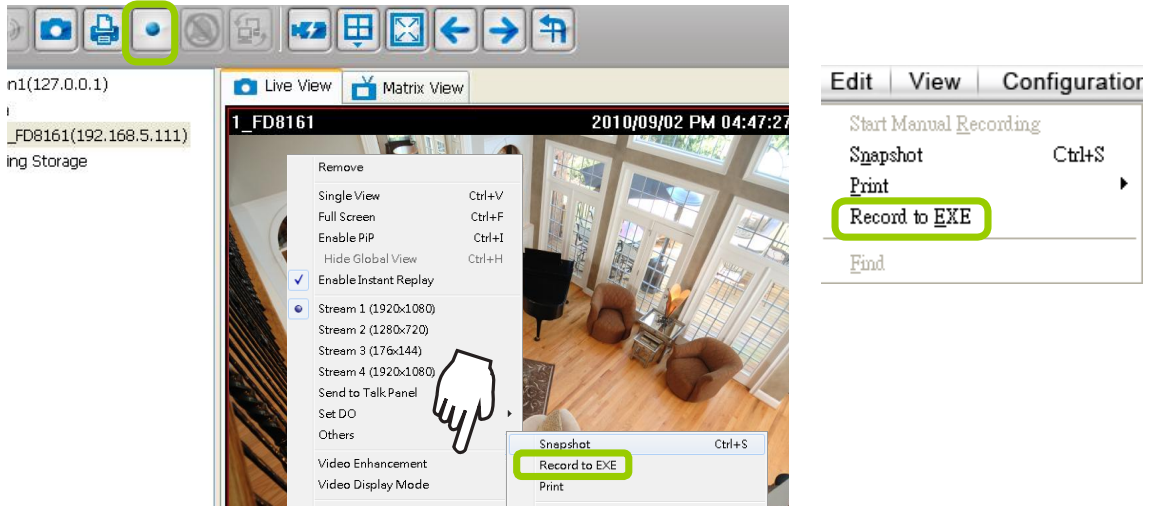 n1(127.0.0.1)
_FD8161(192.168.5.111)
ing Storage
Live View
Matrix View
1_FD8161
2010/09/02 PM 04:47:27
Remove
Single View Ctrl+V
Full Screen Ctrl+F
Enable PiP Ctrl+I
Hide Global View Ctrl+H
Enable Instant Replay
Stream 1 (1920x1080)
Stream 2 (1280x720)
Stream 3 (176x144)
Stream 4 (1920x1080)
Send to Talk Panel
Set DO
Others
Video Enhancement
Video Display Mode
Snapshot Ctrl+S
Record to EXE
Print
Edit View Configuration
Start Manual Recording
Snapshot Ctrl+S
Print
Record to EXE
Find